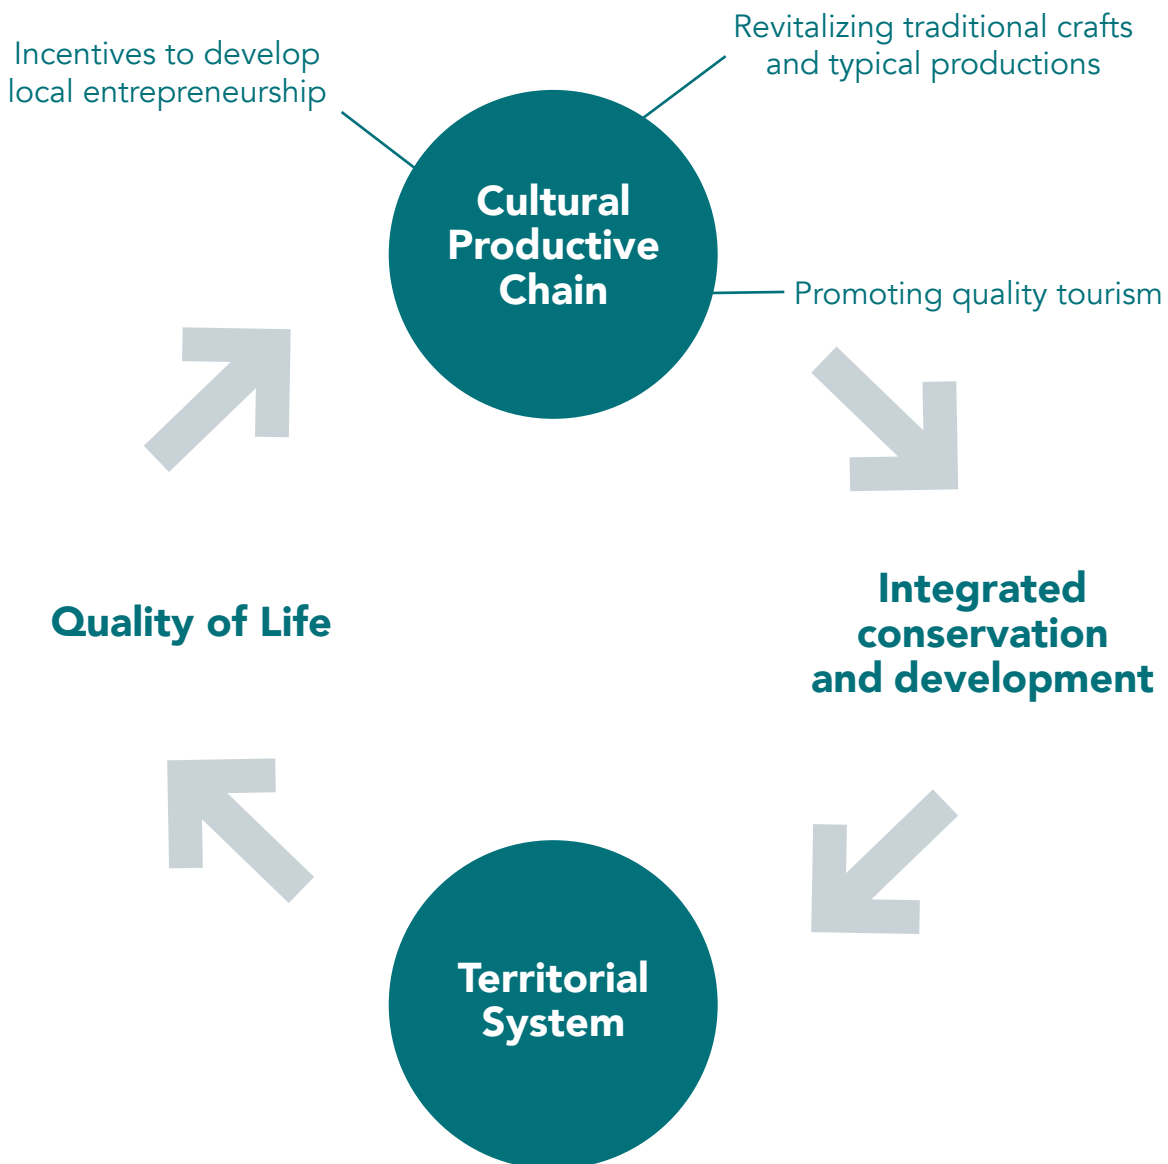 Incentives to develop
local entrepreneurship
Revitalizing traditional crafts
and typical productions
Cultural
Productive
Chain
Promoting quality tourism
Quality of Life
Integrated
conservation
and development
Territorial
System